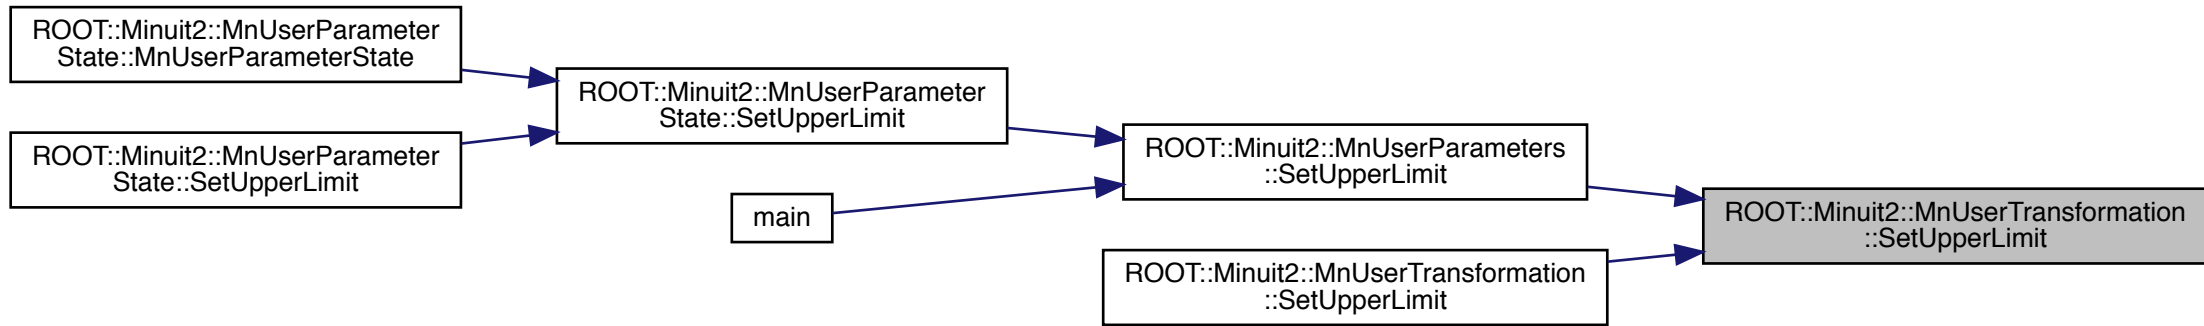 ROOT::Minuit2::MnUserParameter
State::MnUserParameterState
ROOT::Minuit2::MnUserParameter
State::SetUpperLimit
ROOT::Minuit2::MnUserParameter
State::SetUpperLimit
main
ROOT::Minuit2::MnUserParameters
::SetUpperLimit
ROOT::Minuit2::MnUserTransformation
::SetUpperLimit
ROOT::Minuit2::MnUserTransformation
::SetUpperLimit